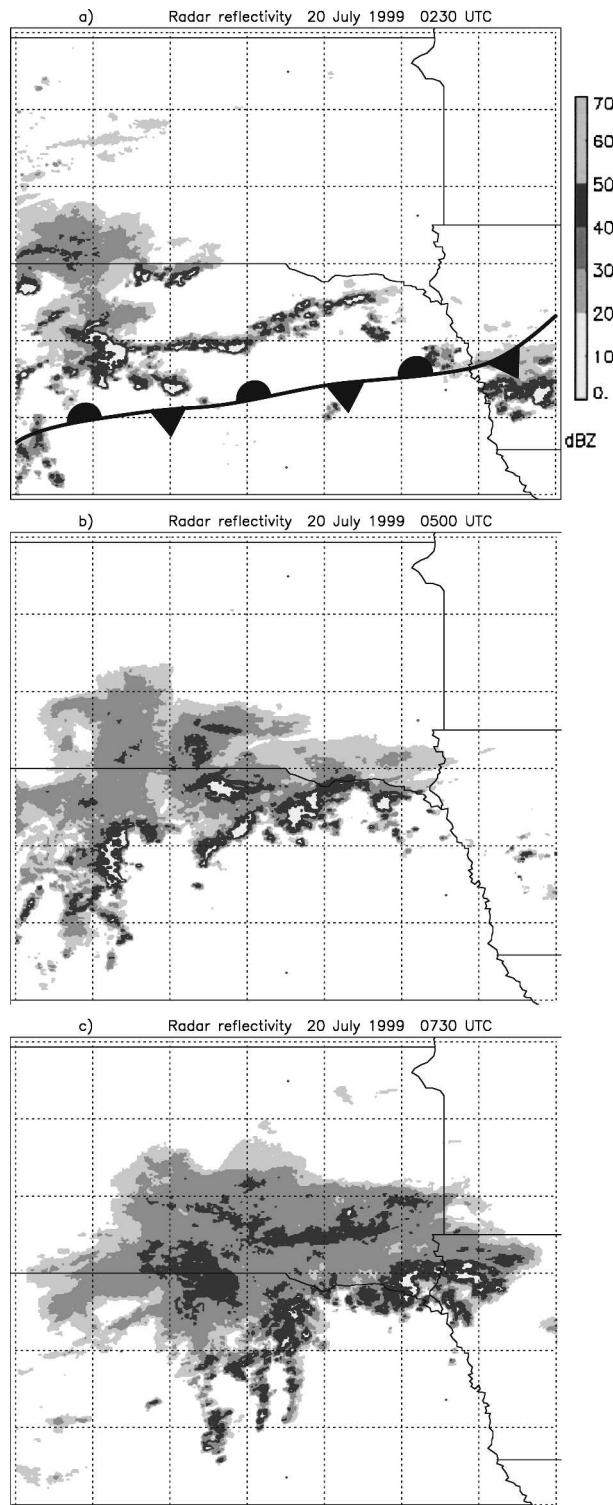 a) Radar reflectivity 20 July 1999 0230 UTC
70
60
50
40
30
20
10
0.
dBZ
b) Radar reflectivity 20 July 1999 0500 UTC
c) Radar reflectivity 20 July 1999 0730 UTC